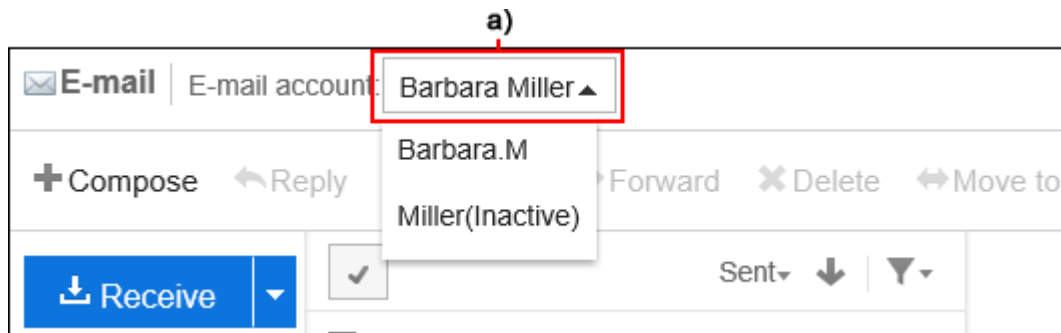 a)
E-mail E-mail account: Barbara Miller
Barbara.M
Compose Reply Forward Delete Move to
Miller(Inactive)
Receive Sent